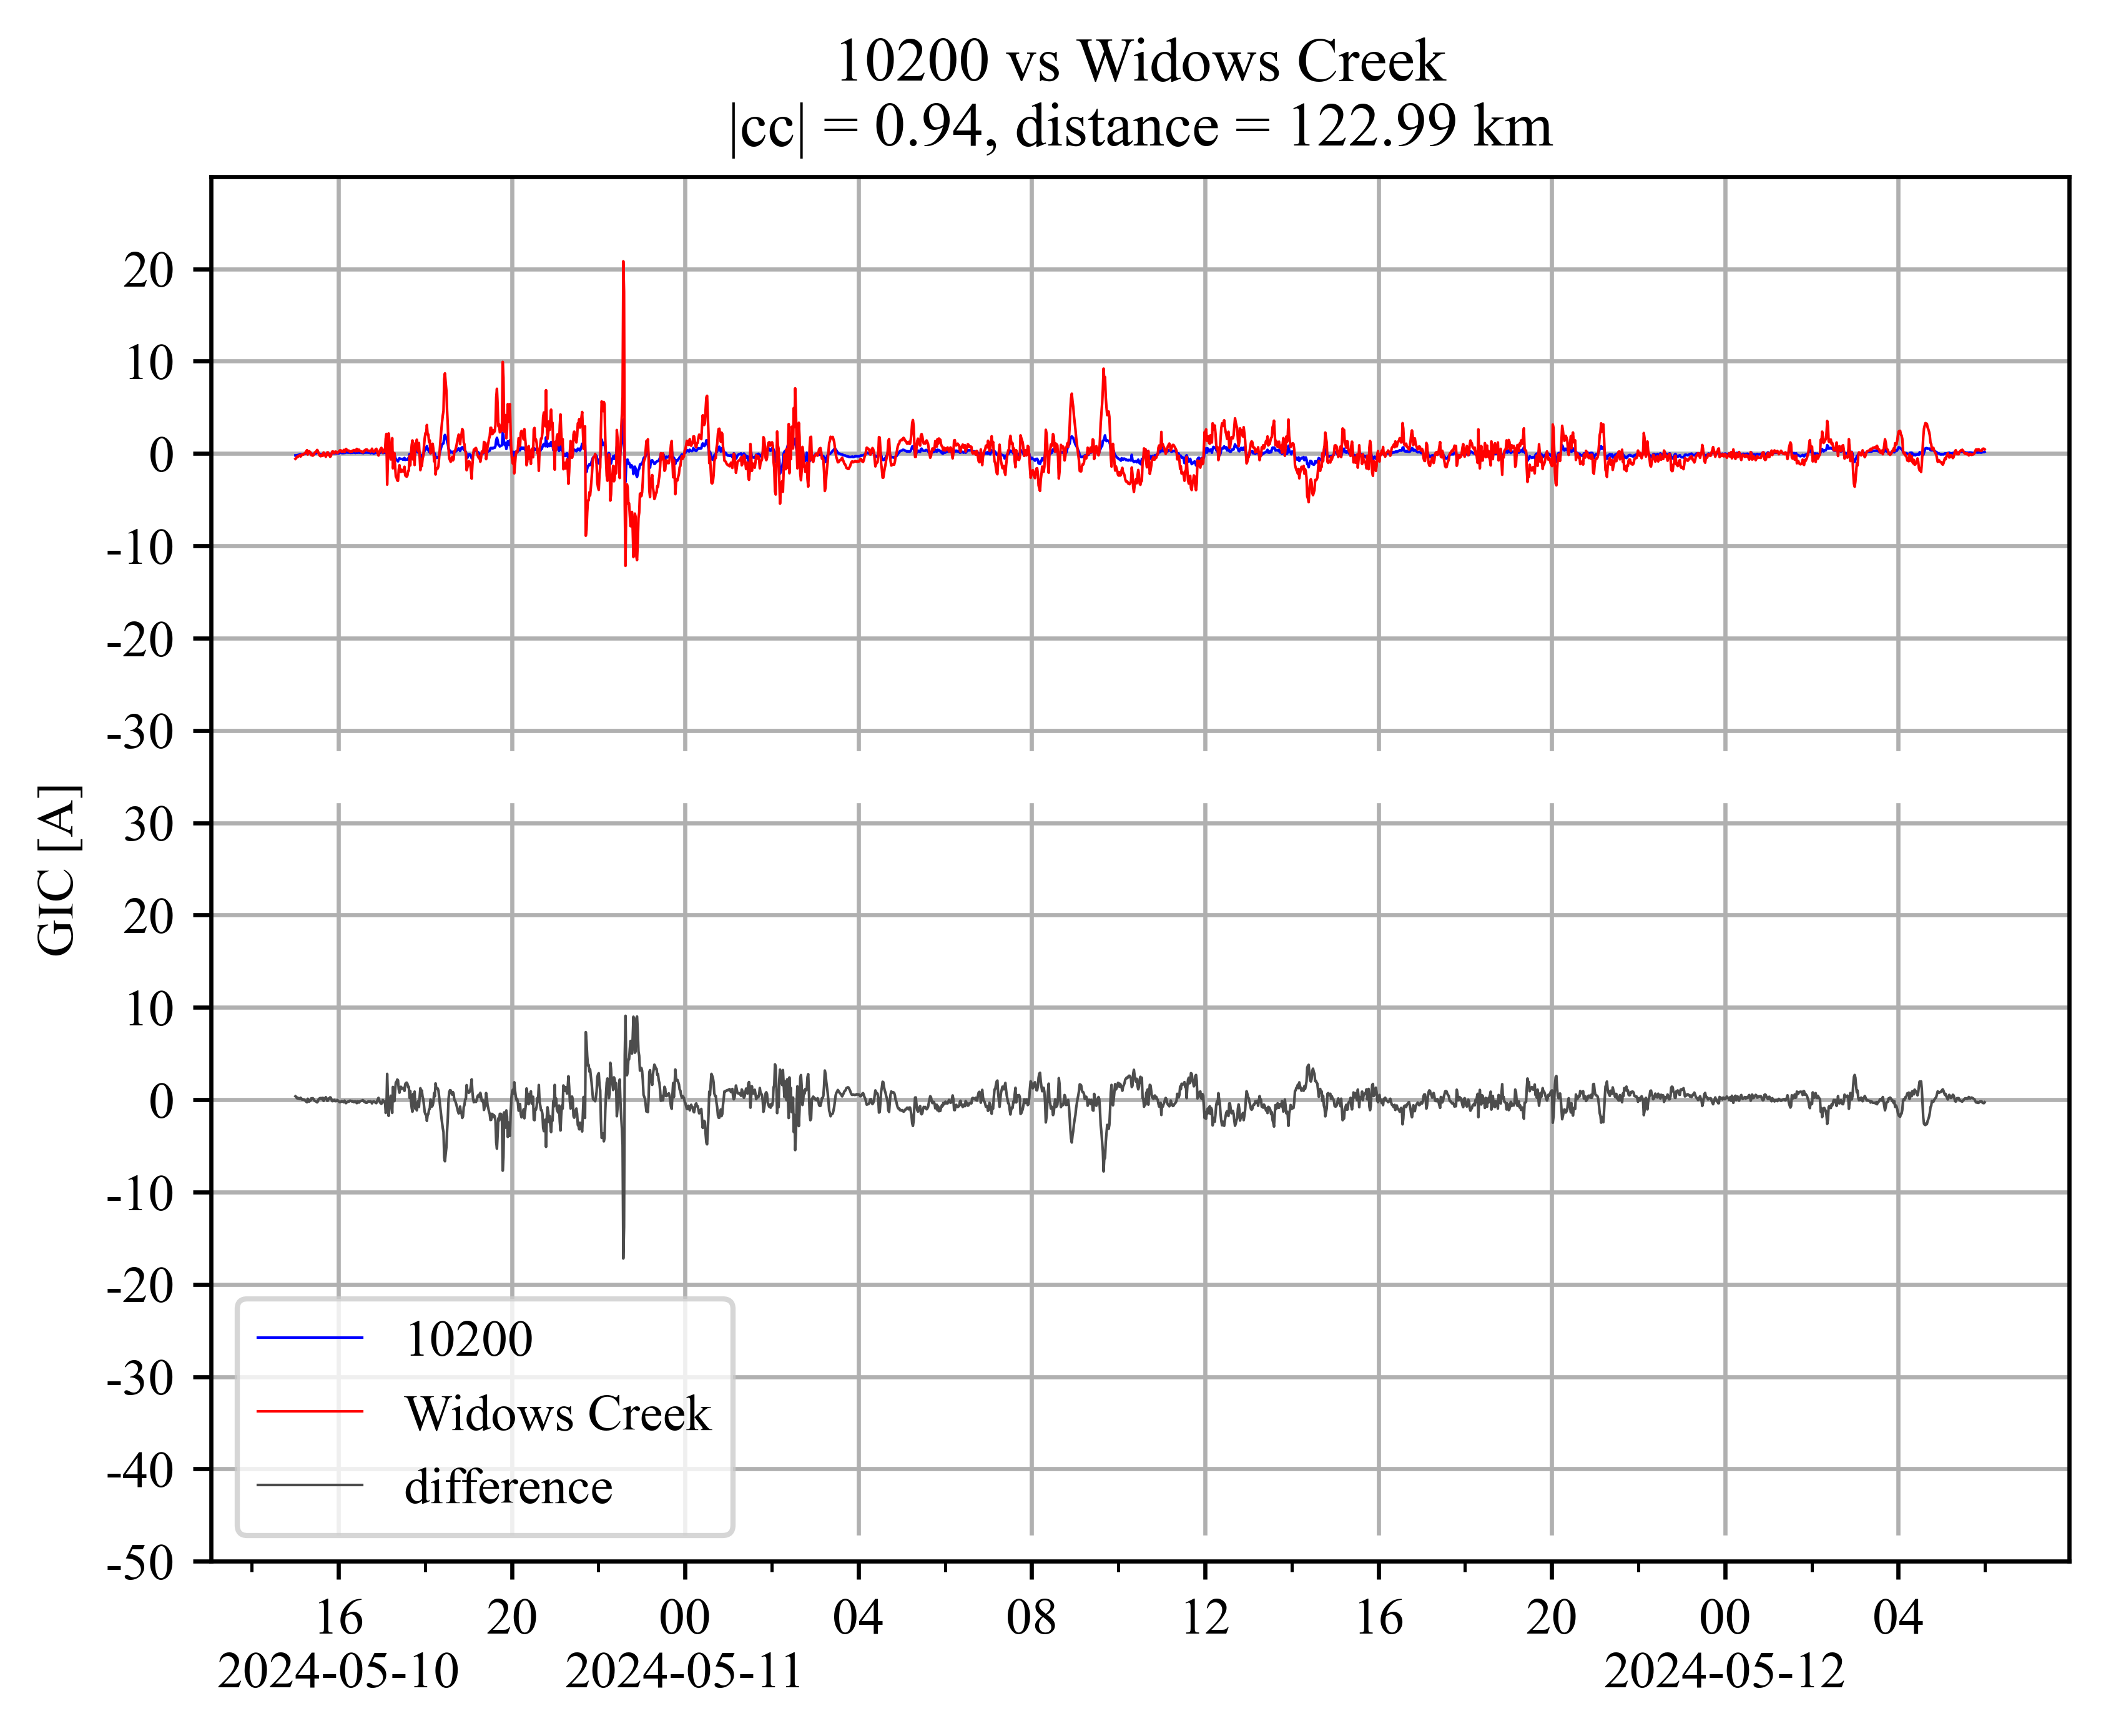 10200 vs Widows Creek
|cc| = 0.94, distance = 122.99 km
20
10
0
-10
-20
-30
30
20
10
0
-10
-20
-30
-40
-50
GIC [A]
10200
Widows Creek
difference
16 20 00 04 08 12 16 20 00 04
2024-05-10 2024-05-11 2024-05-12